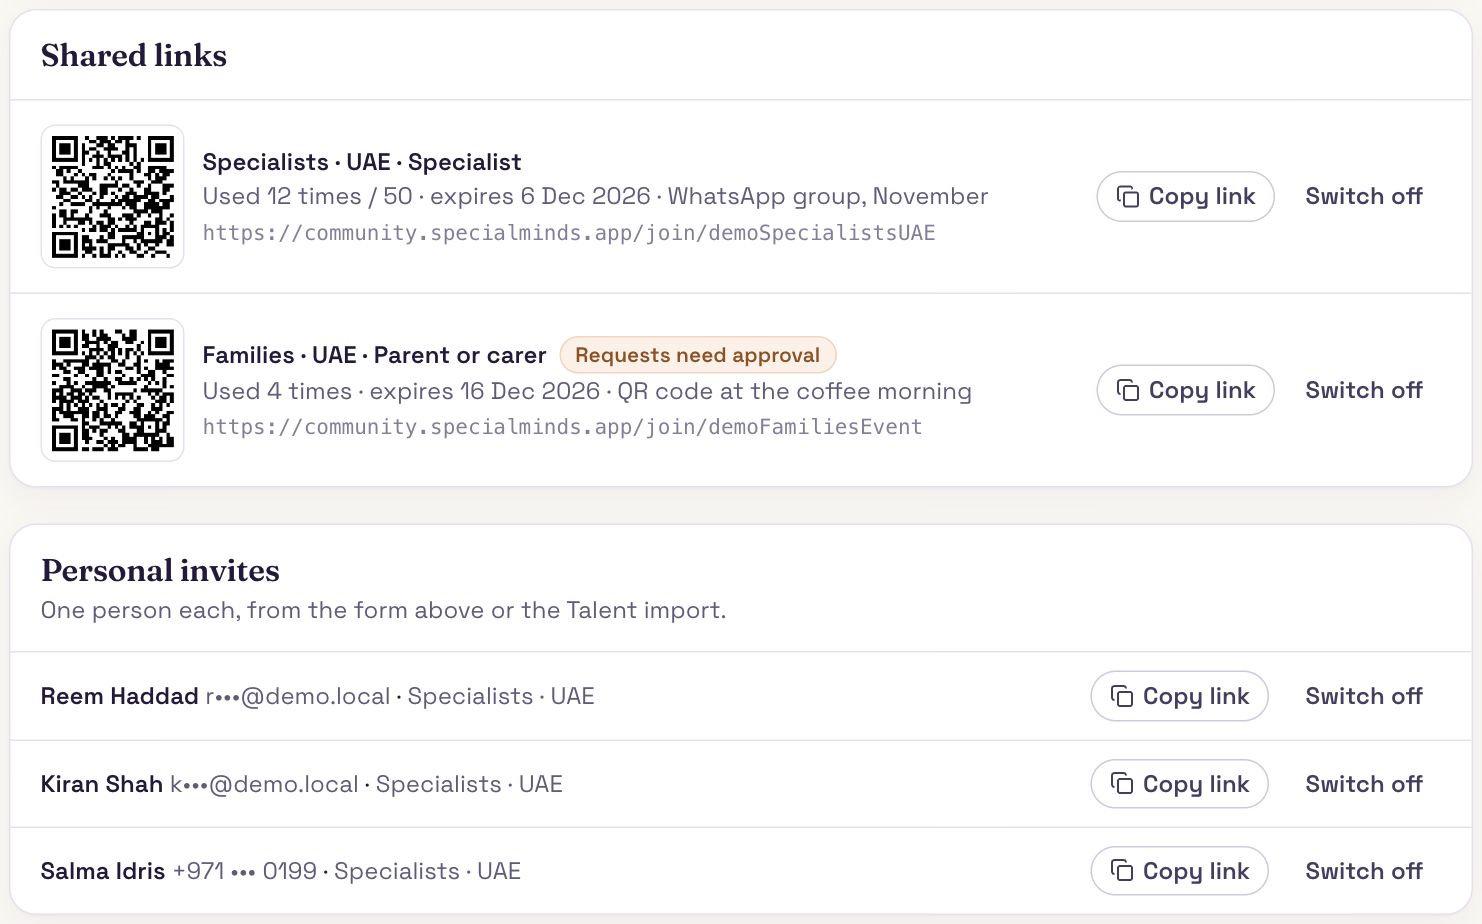 Shared links
Specialists · UAE · Specialist
Used 12 times / 50 · expires 6 Dec 2026 · WhatsApp group, November
https://community.specialminds.app/join/demoSpecialistsUAE
Copy link
Switch off
Families · UAE · Parent or carer
Requests need approval
Used 4 times · expires 16 Dec 2026 · QR code at the coffee morning
https://community.specialminds.app/join/demoFamiliesEvent
Copy link
Switch off
Personal invites
One person each, from the form above or the Talent import.
Reem Haddad r•••@demo.local · Specialists · UAE
Copy link
Switch off
Kiran Shah k•••@demo.local · Specialists · UAE
Copy link
Switch off
Salma Idris +971 ••• 0199 · Specialists · UAE
Copy link
Switch off